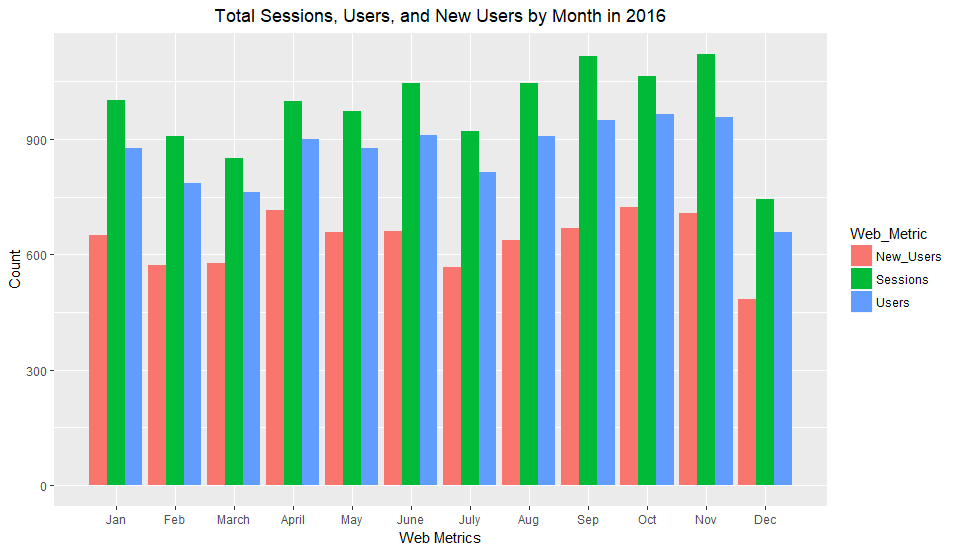 Total Sessions, Users, and New Users by Month in 2016
Count
900
600
300
0
Jan Feb March April May June July Aug Sep Oct Nov Dec
Web Metrics
Web_Metric
New_Users
Sessions
Users